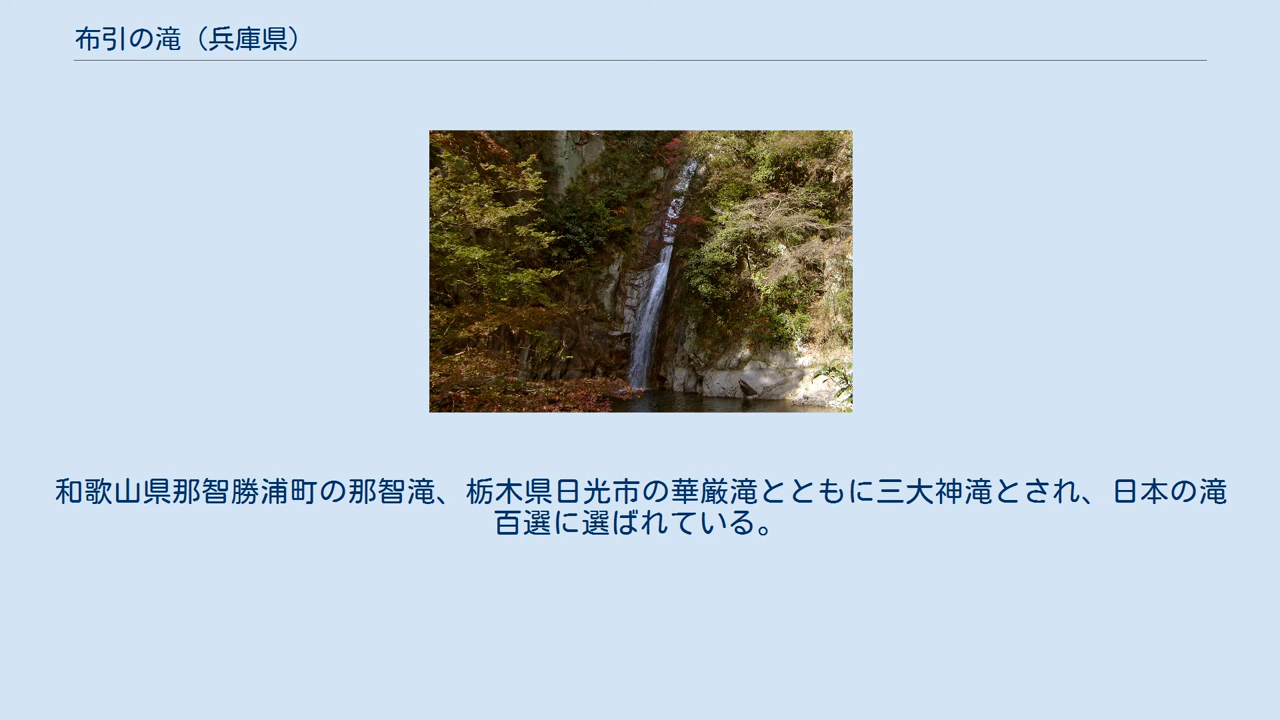 布引の滝（兵庫県）
和歌山県那智勝浦町の那智滝、栃木県日光市の華厳滝とともに三大神滝とされ、日本の滝
百選に選ばれている。